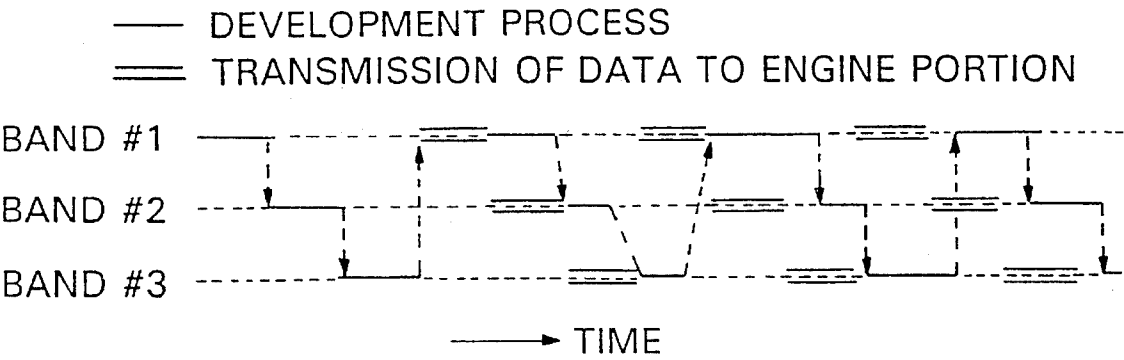 DEVELOPMENT PROCESS
TRANSMISSION OF DATA TO ENGINE PORTION
BAND #1
BAND #2
BAND #3
TIME